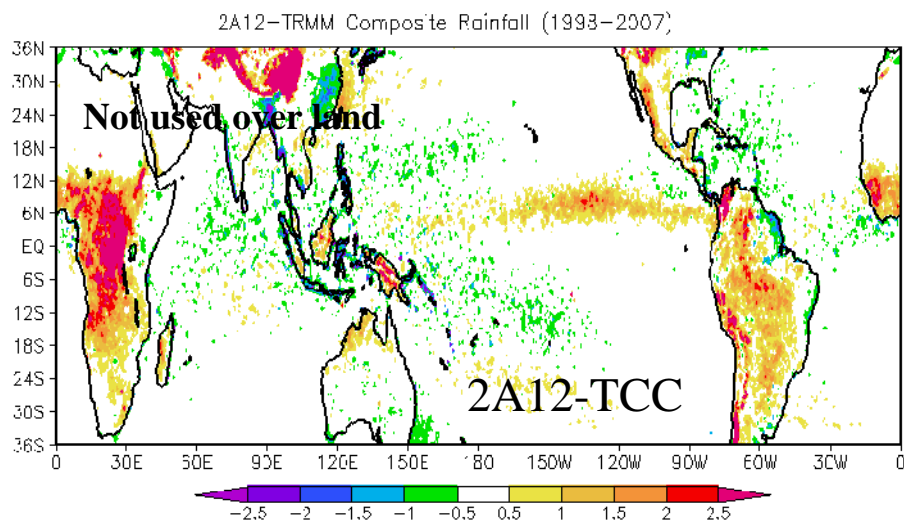 2A12-TRMM Composite Rainfall (1998-2007)
36N
30N
Not used over land
24N
18N
12N
6N
EQ
6S
12S
18S
24S
2A12-TCC
30S
36S
0 30E 60E 90E 120E 150E 180 150W 120W 90W 60W 30W 0
-2.5 -2 -1.5 -1 -0.5 0.5 1 1.5 2 2.5